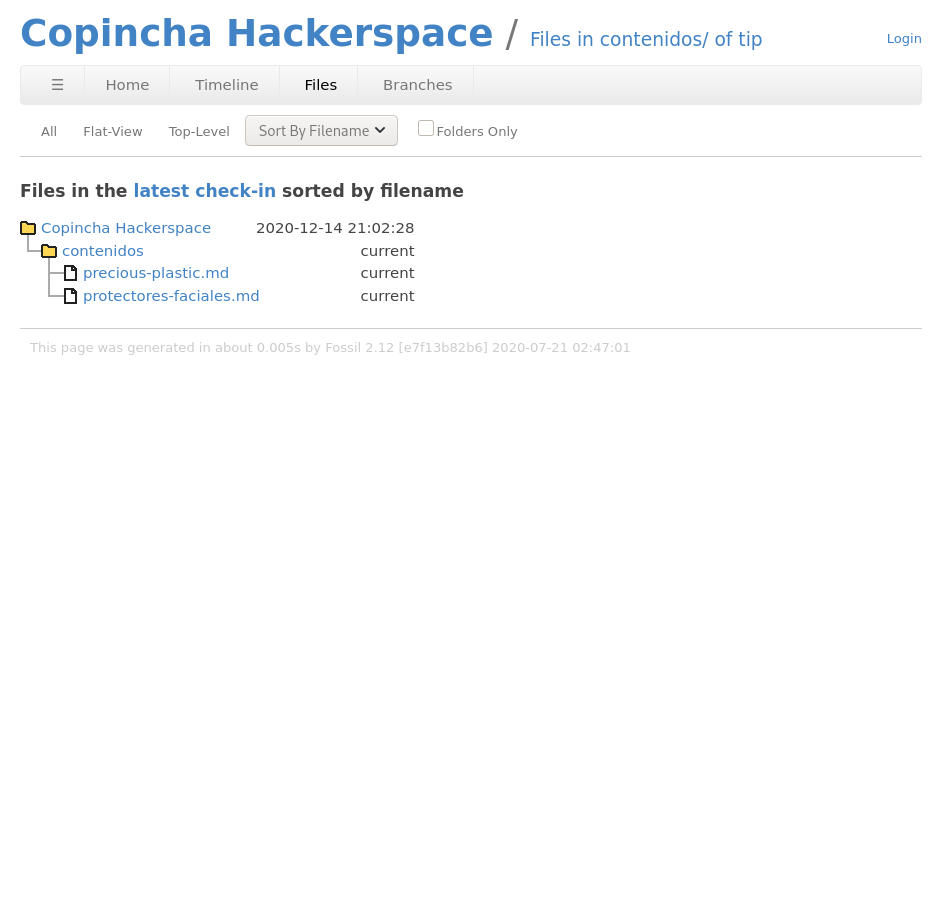 Copincha Hackerspace / Files in contenidos/ of tip Login
☰ Home Timeline Files Branches
All Flat-View Top-Level Sort By Filename Folders Only
Files in the latest check-in sorted by filename
Copincha Hackerspace 2020-12-14 21:02:28
contenidos current
precious-plastic.md current
protectores-faciales.md current
This page was generated in about 0.005s by Fossil 2.12 [e7f13b82b6] 2020-07-21 02:47:01